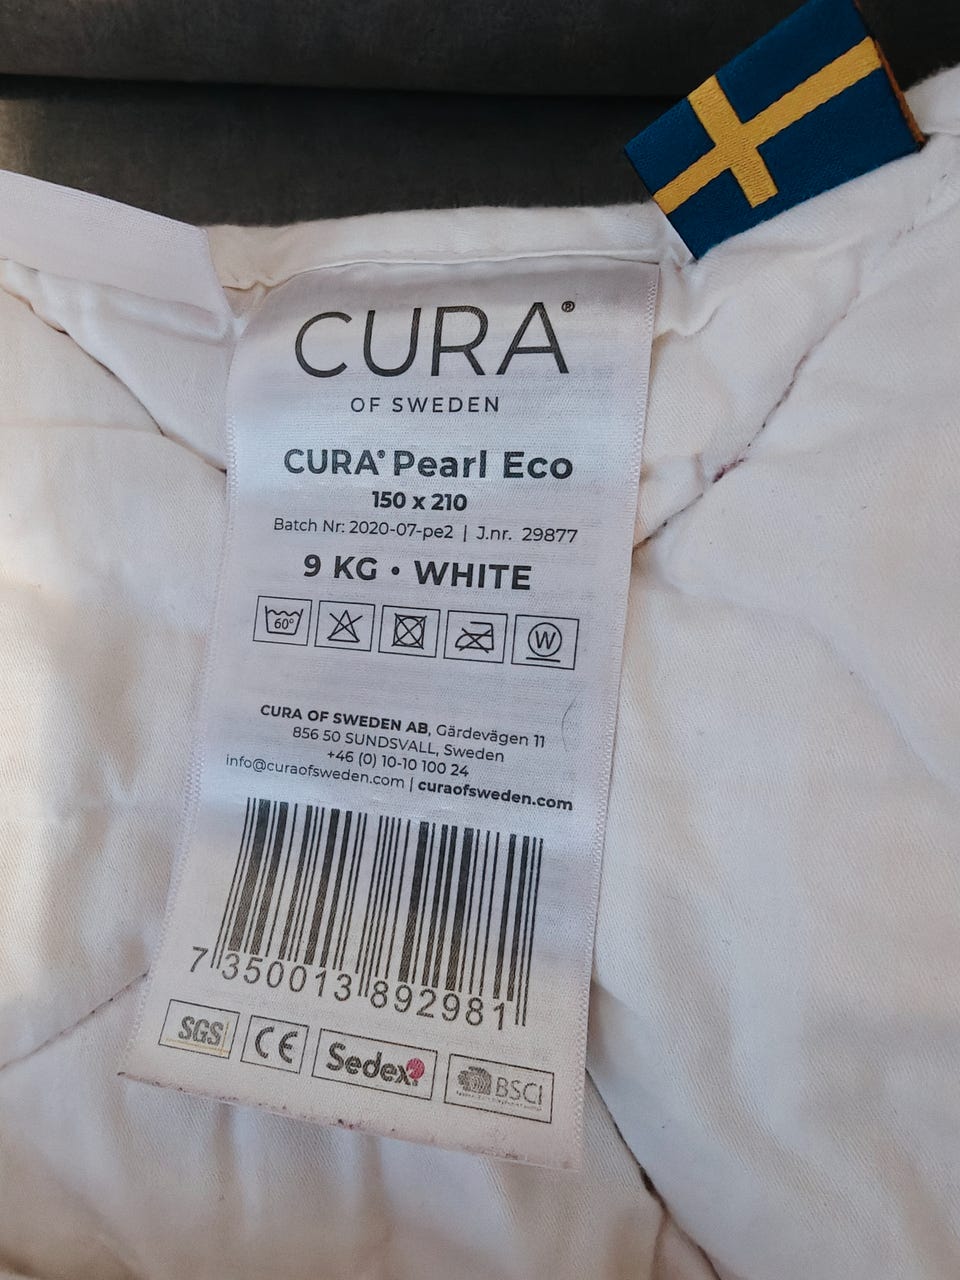 CURA®
OF SWEDEN
CURA® Pearl Eco
150 x 210
Batch Nr: 2020-07-pe2 | J.nr. 29877
9 KG • WHITE
60°
W
CURA OF SWEDEN AB, Gärdevägen 11
856 50 SUNDSVALL, Sweden
+46 (0) 10-10 100 24
info@curaofsweden.com | curaofsweden.com
7 350013 892981
SGS CE Sedex BSCI